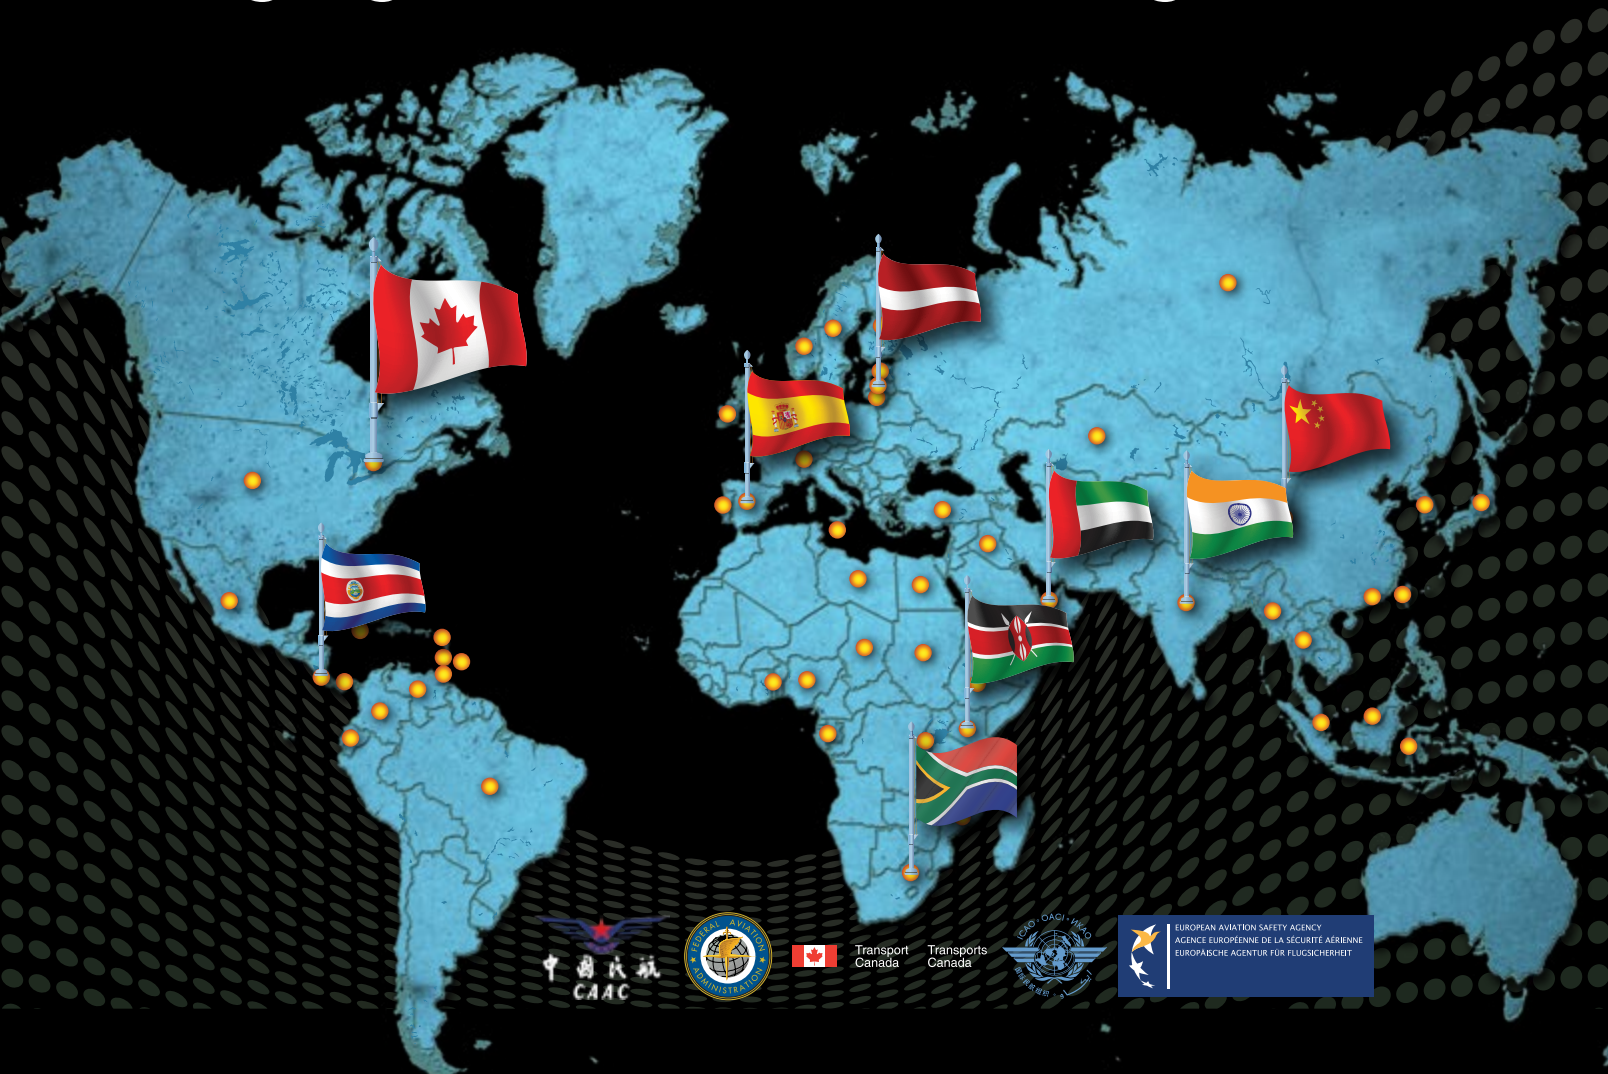 中国民航
CAAC
FEDERAL AVIATION
ADMINISTRATION
Transport
Canada
Transports
Canada
ICAO · OACI · ИКАО
EUROPEAN AVIATION SAFETY AGENCY
AGENCE EUROPÉENNE DE LA SÉCURITÉ AÉRIENNE
EUROPÄISCHE AGENTUR FÜR FLUGSICHERHEIT